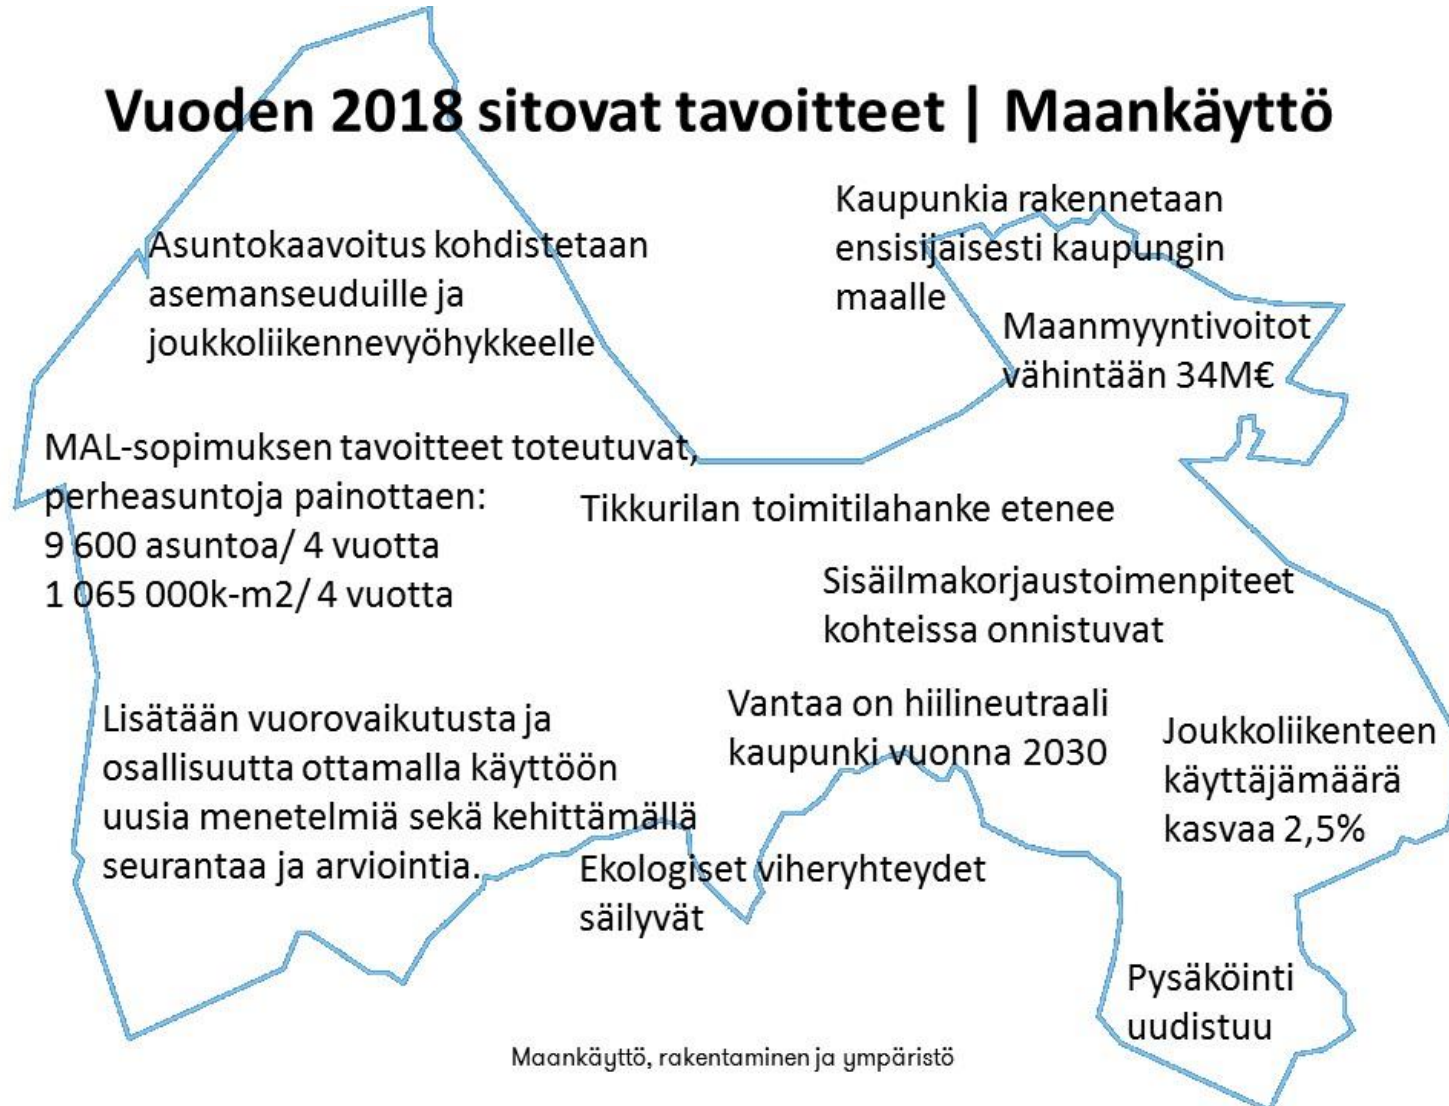 Vuoden 2018 sitovat tavoitteet | Maankäyttö
Kaupunkia rakennetaan
ensisijaisesti kaupungin
maalle
Asuntokaavoitus kohdistetaan
asemanseuduille ja
joukkoliikennevyöhykkeelle
Maanmyyntivoitot
vähintään 34M€
MAL-sopimuksen tavoitteet toteutuvat,
perheasuntoja painottaen:
9 600 asuntoa/ 4 vuotta
1 065 000k-m2/ 4 vuotta
Tikkurilan toimitilahanke etenee
Sisäilmakorjaustoimenpiteet
kohteissa onnistuvat
Lisätään vuorovaikutusta ja
osallisuutta ottamalla käyttöön
uusia menetelmiä sekä kehittämällä
seurantaa ja arviointia.
Vantaa on hiilineutraali
kaupunki vuonna 2030
Joukkoliikenteen
käyttäjämäärä
kasvaa 2,5%
Ekologiset viheryhteydet
säilyvät
Pysäköinti
uudistuu
Maankäyttö, rakentaminen ja ympäristö